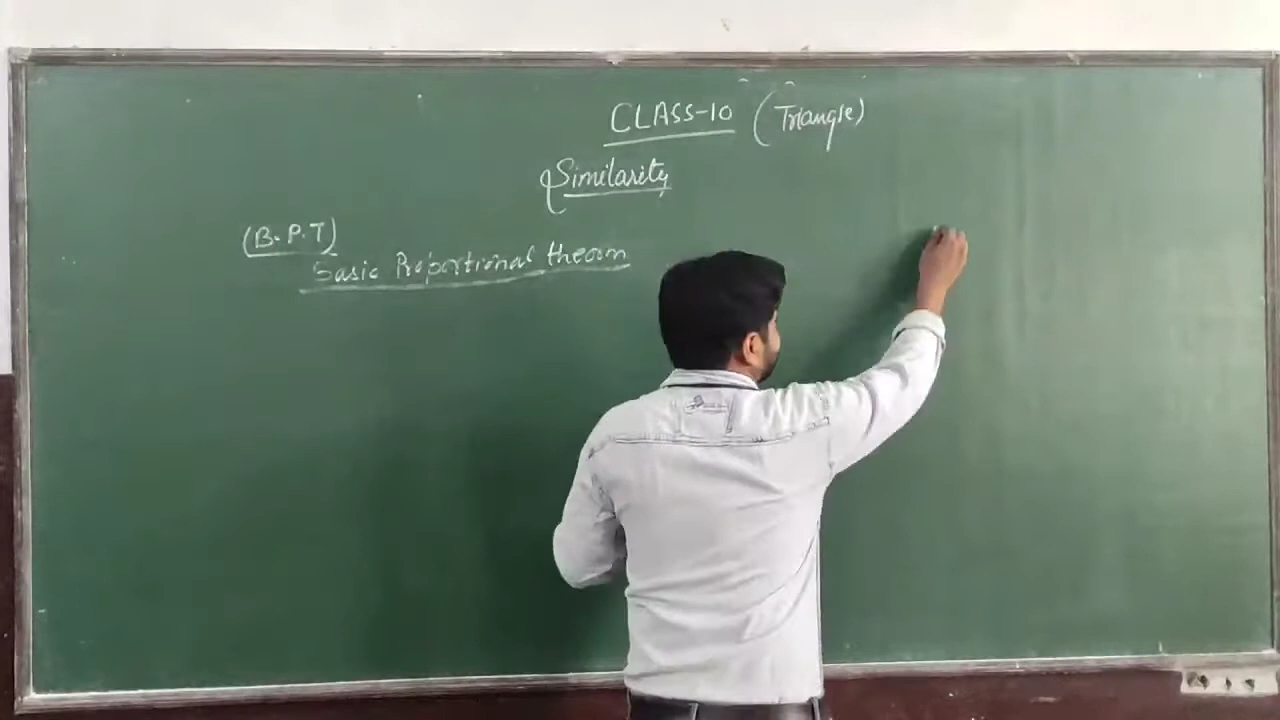 CLASS-10 (Triangle)
Similarity
(B.P.T)
Basic Proportional theorm